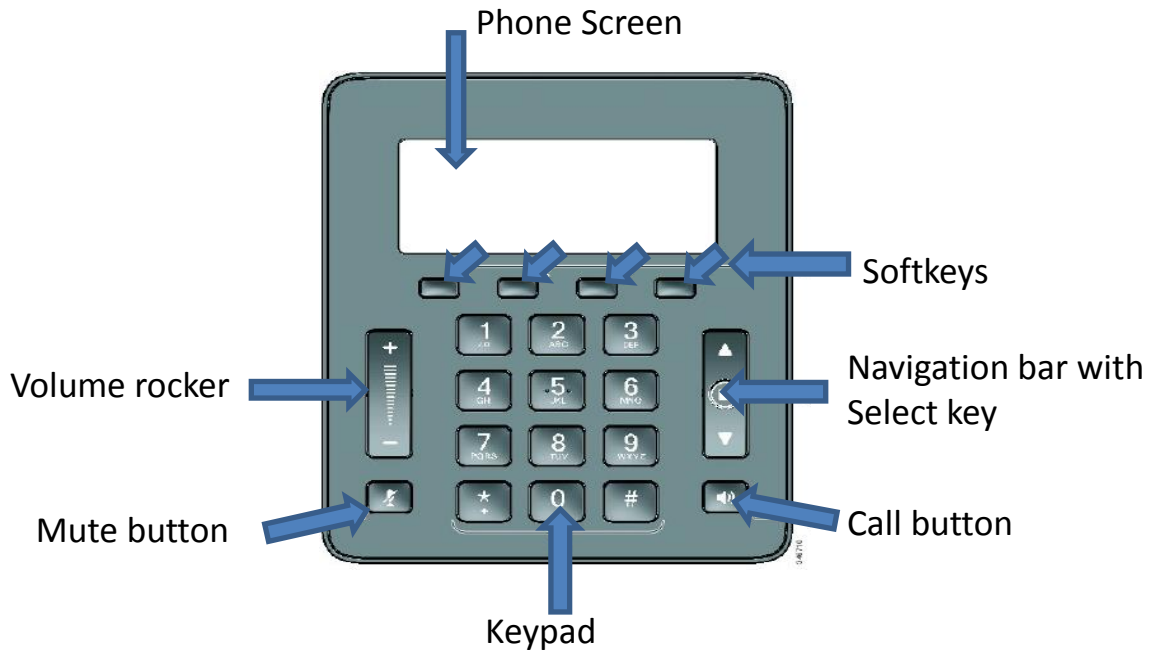 Phone Screen
Softkeys
1
2
ABC
3
DEF
+
Volume rocker
Navigation bar with
Select key
4
GHI
5
JKL
6
MNO
−
7
PQRS
8
TUV
9
WXYZ
*
+
0
#
Mute button
Call button
Keypad